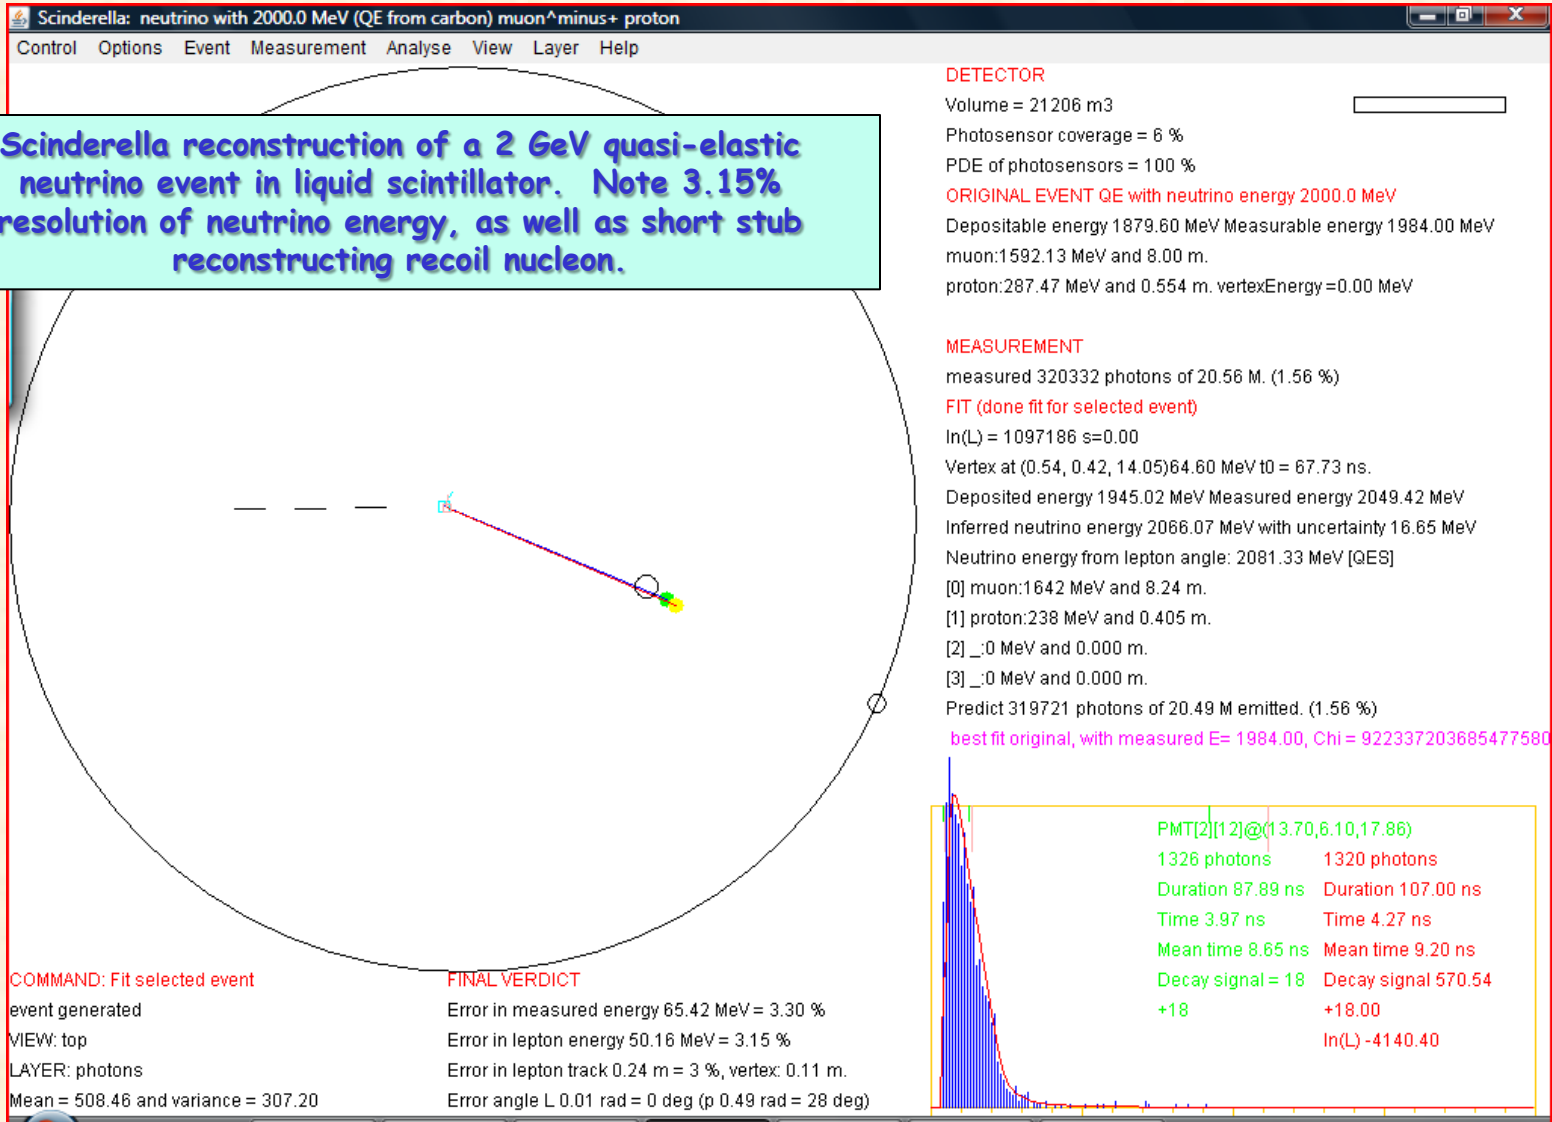 Scinderella: neutrino with 2000.0 MeV (QE from carbon) muon^minus+ proton
Control Options Event Measurement Analyse View Layer Help
Scinderella reconstruction of a 2 GeV quasi-elastic
neutrino event in liquid scintillator. Note 3.15%
resolution of neutrino energy, as well as short stub
reconstructing recoil nucleon.
DETECTOR
Volume = 21206 m3
Photosensor coverage = 6 %
PDE of photosensors = 100 %
ORIGINAL EVENT QE with neutrino energy 2000.0 MeV
Depositable energy 1879.60 MeV Measurable energy 1984.00 MeV
muon:1592.13 MeV and 8.00 m.
proton:287.47 MeV and 0.554 m. vertexEnergy =0.00 MeV
MEASUREMENT
measured 320332 photons of 20.56 M. (1.56 %)
FIT (done fit for selected event)
ln(L) = 1097186 s=0.00
Vertex at (0.54, 0.42, 14.05)64.60 MeV t0 = 67.73 ns.
Deposited energy 1945.02 MeV Measured energy 2049.42 MeV
Inferred neutrino energy 2066.07 MeV with uncertainty 16.65 MeV
Neutrino energy from lepton angle: 2081.33 MeV [QES]
[0] muon:1642 MeV and 8.24 m.
[1] proton:238 MeV and 0.405 m.
[2] _:0 MeV and 0.000 m.
[3] _:0 MeV and 0.000 m.
Predict 319721 photons of 20.49 M emitted. (1.56 %)
best fit original, with measured E= 1984.00, Chi = 922337203685477580
PMT[2][12]@(13.70,6.10,17.86)
1326 photons 1320 photons
Duration 87.89 ns Duration 107.00 ns
Time 3.97 ns Time 4.27 ns
Mean time 8.65 ns Mean time 9.20 ns
Decay signal = 18 Decay signal 570.54
+18 +18.00
ln(L) -4140.40
COMMAND: Fit selected event
event generated
VIEW: top
LAYER: photons
Mean = 508.46 and variance = 307.20
FINAL VERDICT
Error in measured energy 65.42 MeV = 3.30 %
Error in lepton energy 50.16 MeV = 3.15 %
Error in lepton track 0.24 m = 3 %, vertex: 0.11 m.
Error angle L 0.01 rad = 0 deg (p 0.49 rad = 28 deg)